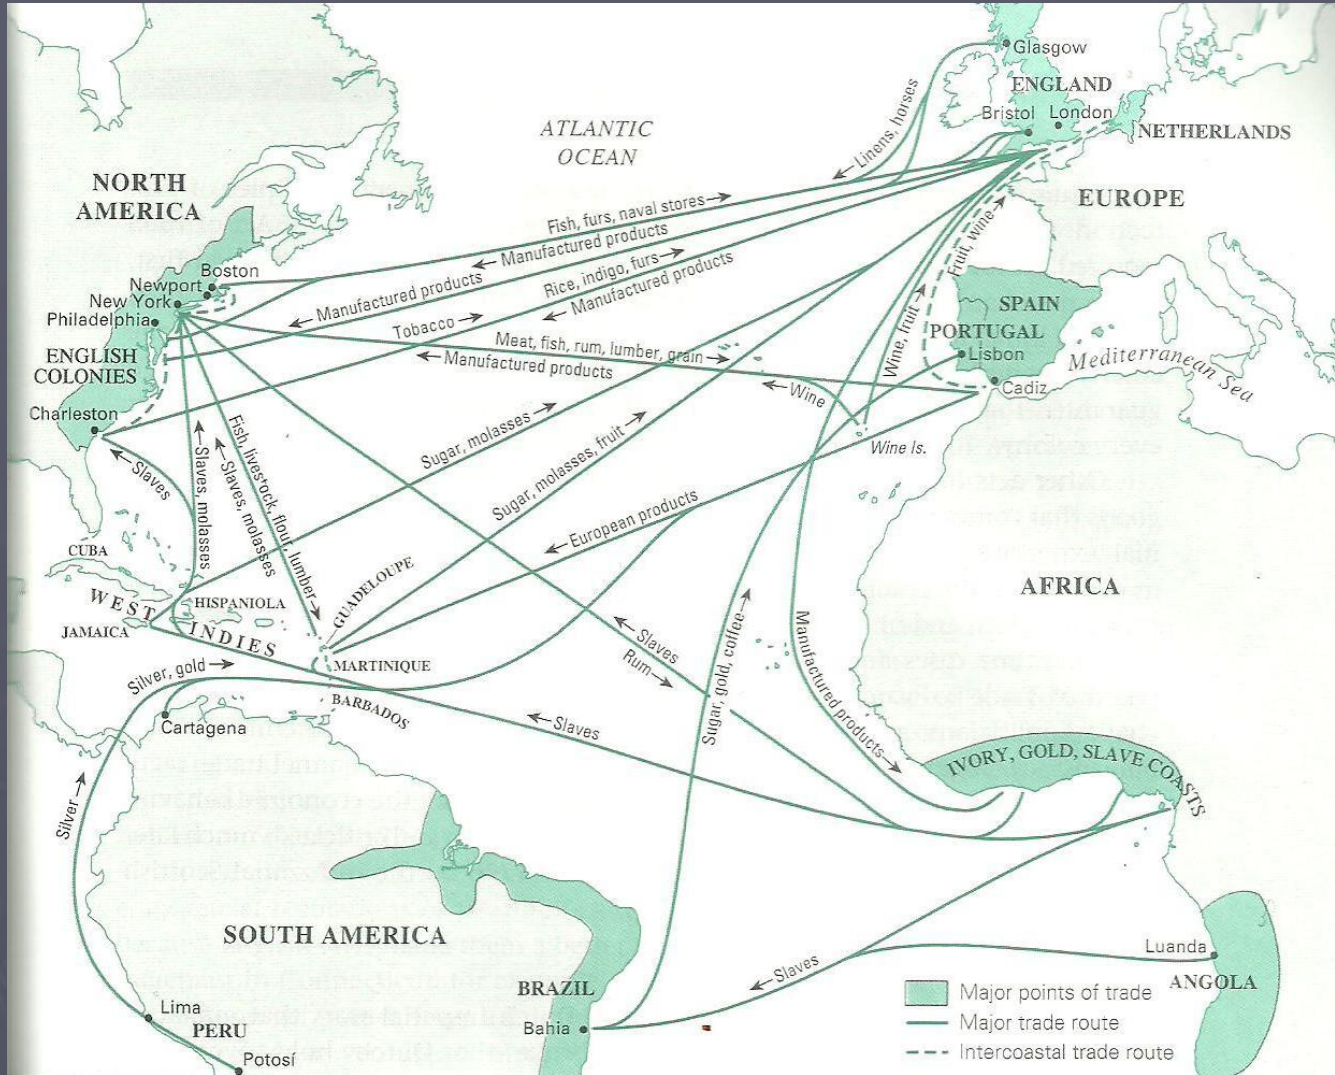 Glasgow
ENGLAND
Bristol
London
NETHERLANDS
ATLANTIC
OCEAN
Linens, horses
NORTH
AMERICA
EUROPE
Fish, furs, naval stores
Manufactured products
Boston
Newport
New York
Philadelphia
Manufactured products
Rice, indigo, furs
Manufactured products
Fruit, wine
Wine, fruit
SPAIN
PORTUGAL
Lisbon
Mediterranean Sea
Cadiz
Tobacco
Meat, fish, rum, lumber, grain
Manufactured products
Wine
Wine Is.
ENGLISH
COLONIES
Charleston
Slaves
Slaves, molasses
Slaves, molasses
Fish, livestock, flour, lumber
Sugar, molasses
Sugar, molasses, fruit
European products
CUBA
WEST
INDIES
HISPANIOLA
JAMAICA
GUADELOUPE
MARTINIQUE
BARBADOS
AFRICA
Slaves
Rum
Silver, gold
Cartagena
Slaves
Sugar, gold, coffee
Manufactured products
IVORY, GOLD, SLAVE COASTS
Silver
SOUTH AMERICA
BRAZIL
Bahia
Slaves
Luanda
ANGOLA
Lima
PERU
Potosí
Major points of trade
Major trade route
Intercoastal trade route